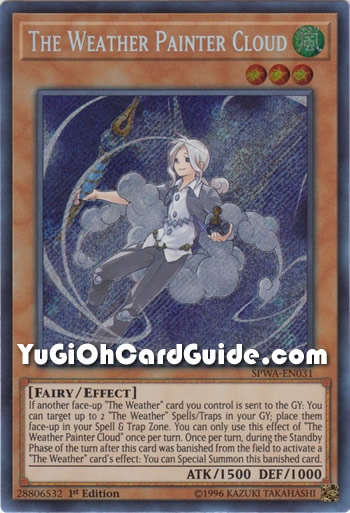 THE WEATHER PAINTER CLOUD 風
YuGiOhCardGuide.com
SPWA-EN031
[FAIRY/EFFECT]
If another face-up "The Weather" card you control is sent to the GY: You
can target up to 2 "The Weather" Spells/Traps in your GY; place them
face-up in your Spell & Trap Zone. You can only use this effect of "The
Weather Painter Cloud" once per turn. Once per turn, during the Standby
Phase of the turn after this card was banished from the field to activate a
"The Weather" card's effect: You can Special Summon this banished card.
ATK/1500 DEF/1000
28806532 1st Edition ©1996 KAZUKI TAKAHASHI